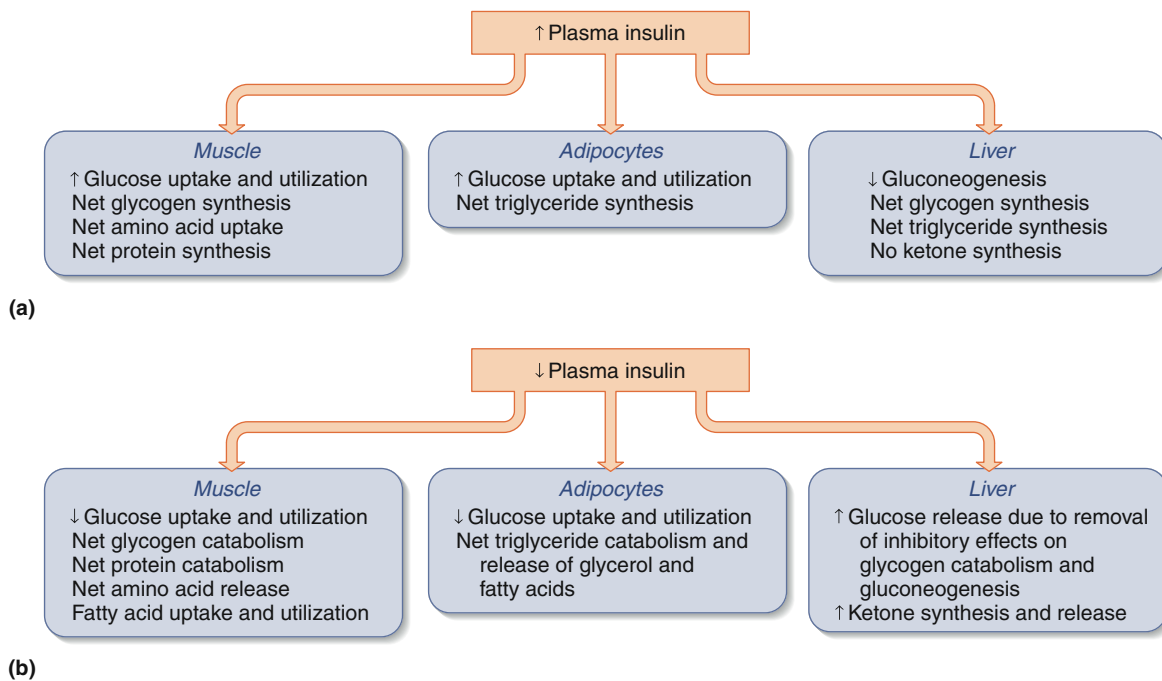 ↑ Plasma insulin
Muscle
↑ Glucose uptake and utilization
Net glycogen synthesis
Net amino acid uptake
Net protein synthesis
Adipocytes
↑ Glucose uptake and utilization
Net triglyceride synthesis
Liver
↓ Gluconeogenesis
Net glycogen synthesis
Net triglyceride synthesis
No ketone synthesis
(a)
↓ Plasma insulin
Muscle
↓ Glucose uptake and utilization
Net glycogen catabolism
Net protein catabolism
Net amino acid release
Fatty acid uptake and utilization
Adipocytes
↓ Glucose uptake and utilization
Net triglyceride catabolism and
release of glycerol and
fatty acids
Liver
↑ Glucose release due to removal
of inhibitory effects on
glycogen catabolism and
gluconeogenesis
↑ Ketone synthesis and release
(b)